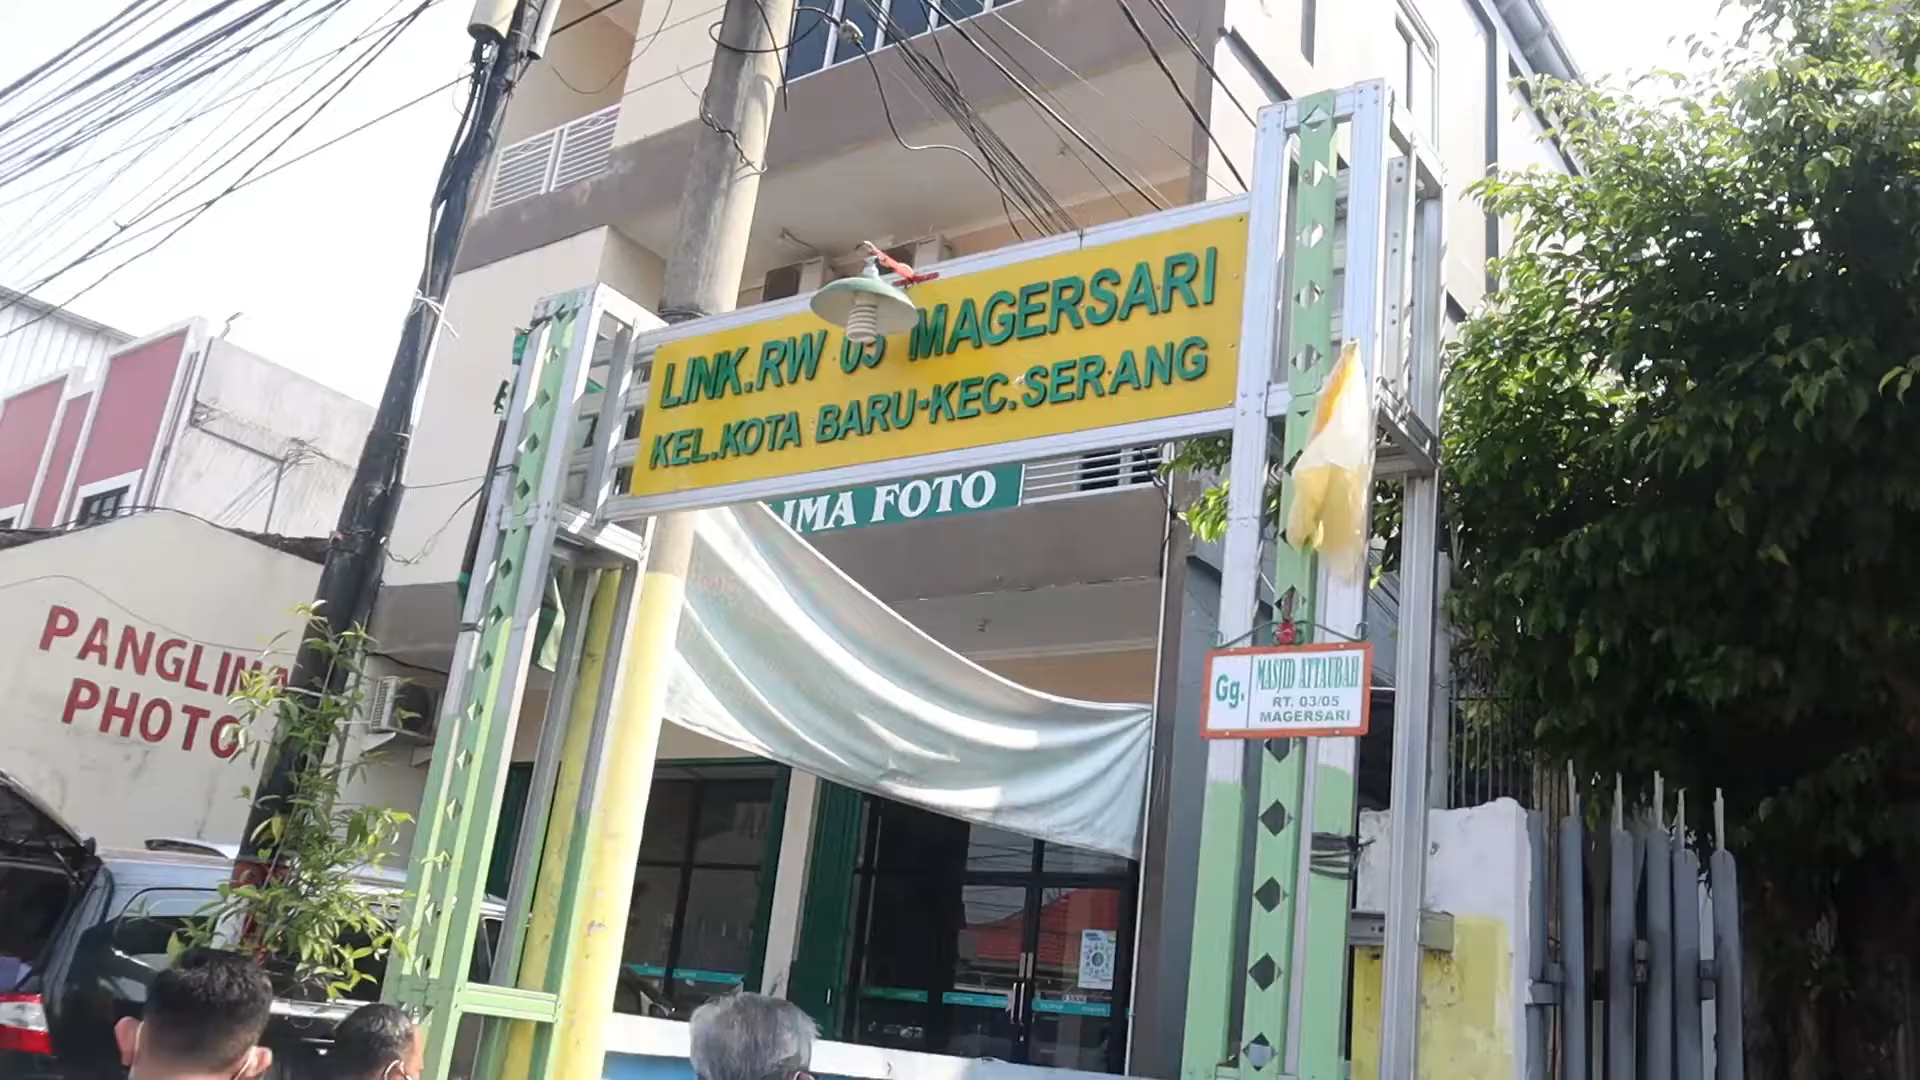 LINK.RW 05 MAGERSARI
KEL.KOTA BARU-KEC.SERANG
LIMA FOTO
PANGLIMA
PHOTO
Gg.
MASJID ATTAUBAH
RT. 03/05
MAGERSARI